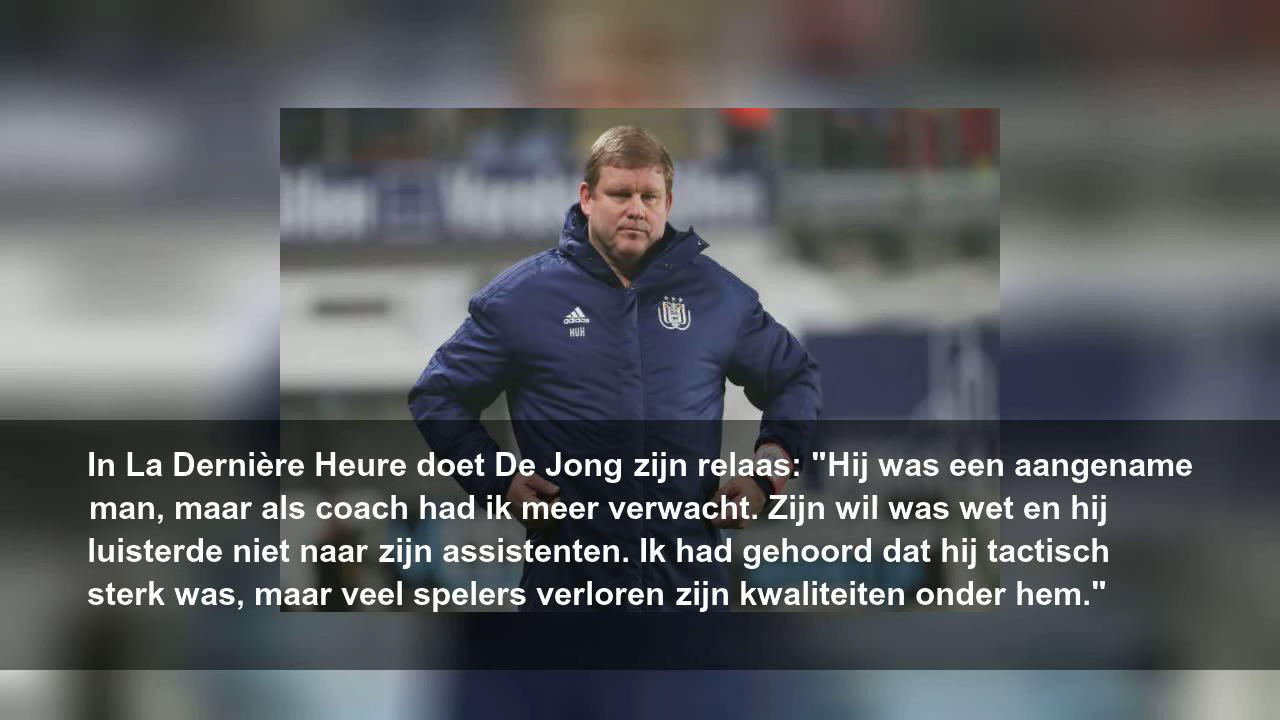 adidas
HUH
In La Dernière Heure doet De Jong zijn relaas: "Hij was een aangename
man, maar als coach had ik meer verwacht. Zijn wil was wet en hij
luisterde niet naar zijn assistenten. Ik had gehoord dat hij tactisch
sterk was, maar veel spelers verloren zijn kwaliteiten onder hem."